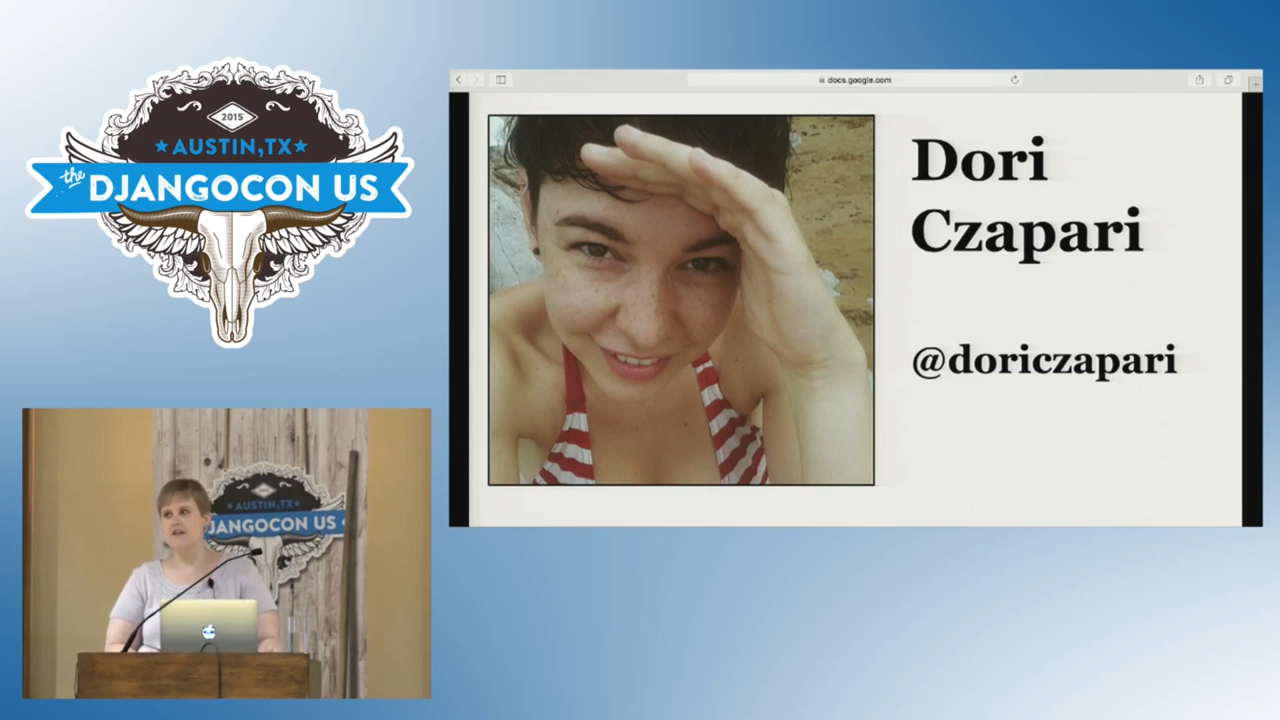 2015
AUSTIN,TX
the DJANGOCON US
docs.google.com
Dori
Czapari
@doriczapari
AUSTIN,TX
DJANGOCON US